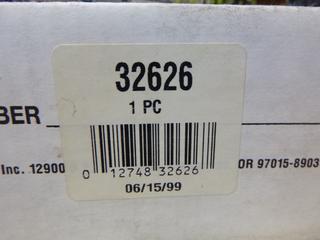 32626
1 PC
BER
Inc. 12900 OR 97015-8903
0 12748 32626
06/15/99